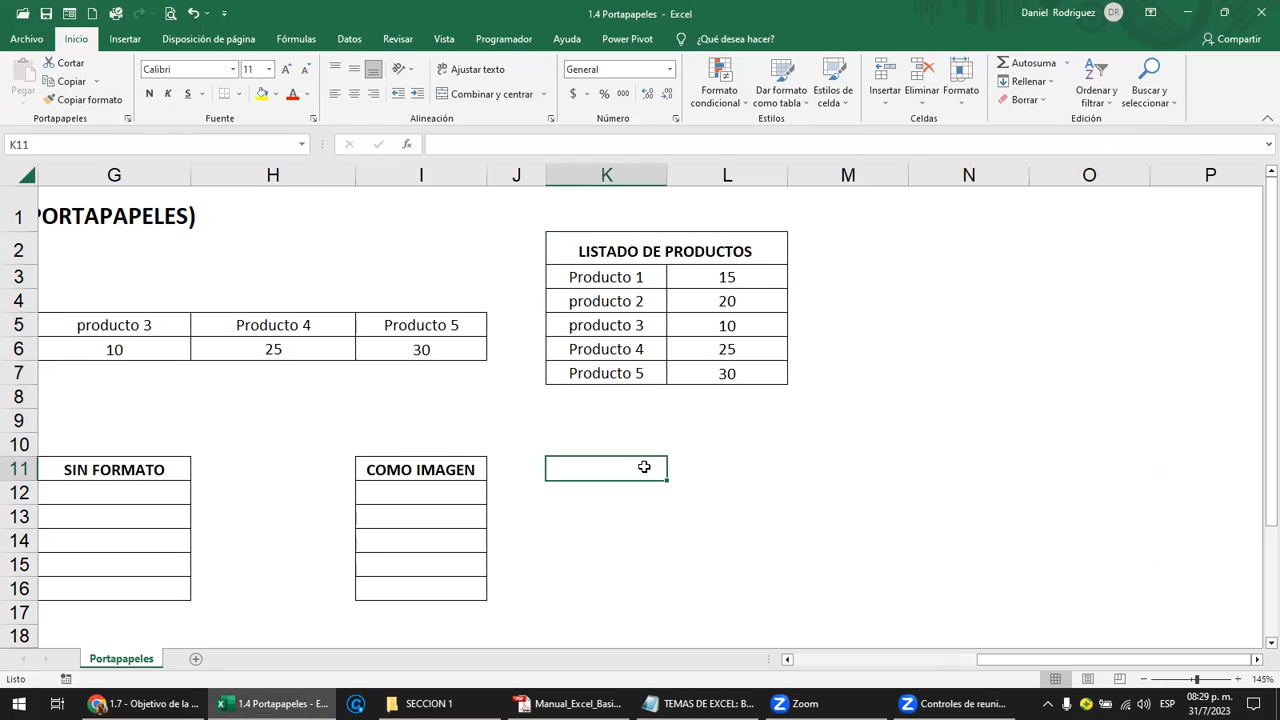 1.4 Portapapeles - Excel
Daniel Rodriguez DR
Archivo Inicio Insertar Disposición de página Fórmulas Datos Revisar Vista Programador Ayuda Power Pivot ¿Qué desea hacer? Compartir
Pegar
Cortar
Copiar
Copiar formato
Portapapeles
Calibri 11
N K S
Fuente
Ajustar texto
Combinar y centrar
Alineación
General
$ % 000
Número
Formato condicional
Dar formato como tabla
Estilos de celda
Estilos
Insertar Eliminar Formato
Celdas
Autosuma
Rellenar
Borrar
Ordenar y filtrar
Buscar y seleccionar
Edición
K11
G H I J K L M N O P
1 PORTAPAPELES)
2 LISTADO DE PRODUCTOS
3 Producto 1 15
4 producto 2 20
5 producto 3 Producto 4 Producto 5 producto 3 10
6 10 25 30 Producto 4 25
7 Producto 5 30
8
9
10
11 SIN FORMATO COMO IMAGEN
12
13
14
15
16
17
18
Portapapeles
Listo 145%
1.7 - Objetivo de la ... 1.4 Portapapeles - E... SECCION 1 Manual_Excel_Basi... TEMAS DE EXCEL: B... Zoom Controles de reuni... ESP 08:29 p. m.
31/7/2023